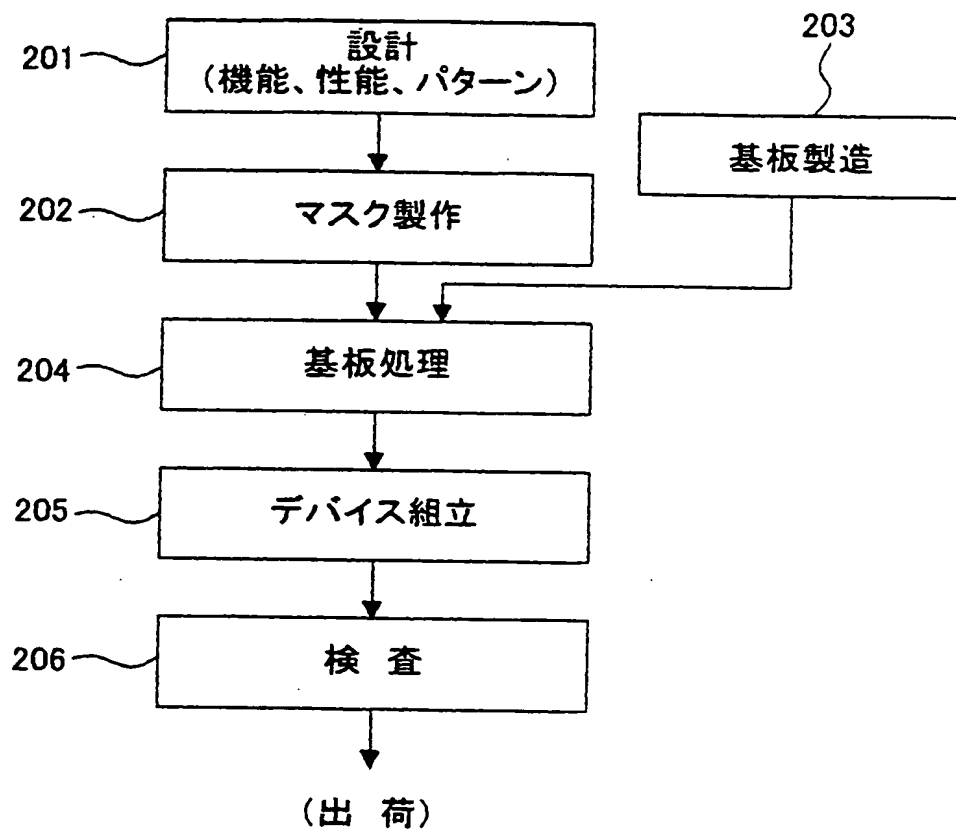 201
設計
(機能、性能、パターン)
203
基板製造
202
マスク製作
204
基板処理
205
デバイス組立
206
検 査
(出 荷)